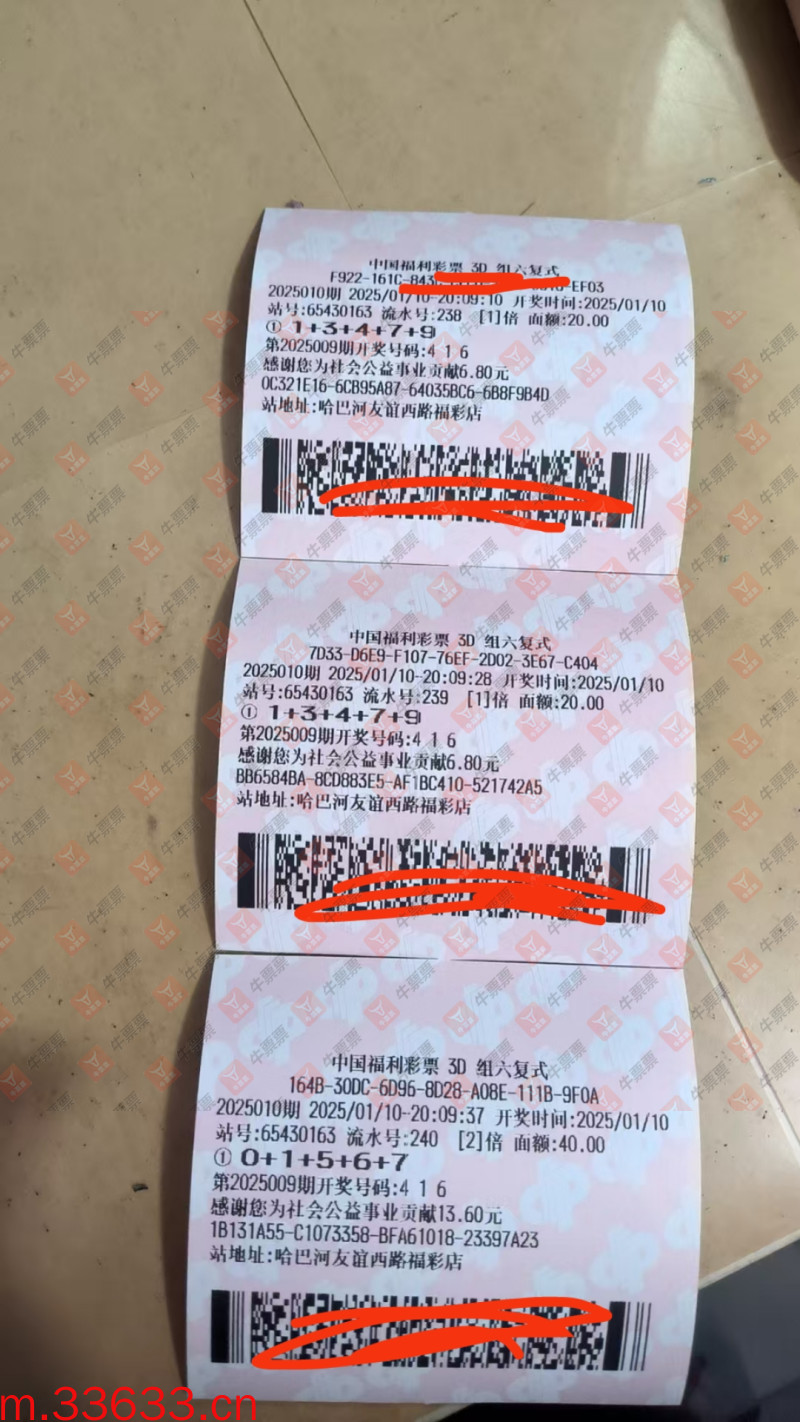 中国福利彩票 3D 组六复式
F922-161C-843 -EF03
2025010期 2025/01/10-20:09:10 开奖时间:2025/01/10
站号:65430163 流水号:238 [1]倍 面额:20.00
① 1+3+4+7+9
第2025009期开奖号码:4 1 6
感谢您为社会公益事业贡献6.80元
0C321E16-6CB95A87-64035BC6-6B8F9B4D
站地址:哈巴河友谊西路福彩店
中国福利彩票 3D 组六复式
7D33-D6E9-F107-76EF-2D02-3E67-C404
2025010期 2025/01/10-20:09:28 开奖时间:2025/01/10
站号:65430163 流水号:239 [1]倍 面额:20.00
① 1+3+4+7+9
第2025009期开奖号码:4 1 6
感谢您为社会公益事业贡献6.80元
BB6584BA-8CD883E5-AF1BC410-521742A5
站地址:哈巴河友谊西路福彩店
中国福利彩票 3D 组六复式
164B-30DC-6D96-8D28-A08E-111B-9F0A
2025010期 2025/01/10-20:09:37 开奖时间:2025/01/10
站号:65430163 流水号:240 [2]倍 面额:40.00
① 0+1+5+6+7
第2025009期开奖号码:4 1 6
感谢您为社会公益事业贡献13.60元
1B131A55-C1073358-BFA61018-23397A23
站地址:哈巴河友谊西路福彩店
牛票票
m.33633.cn